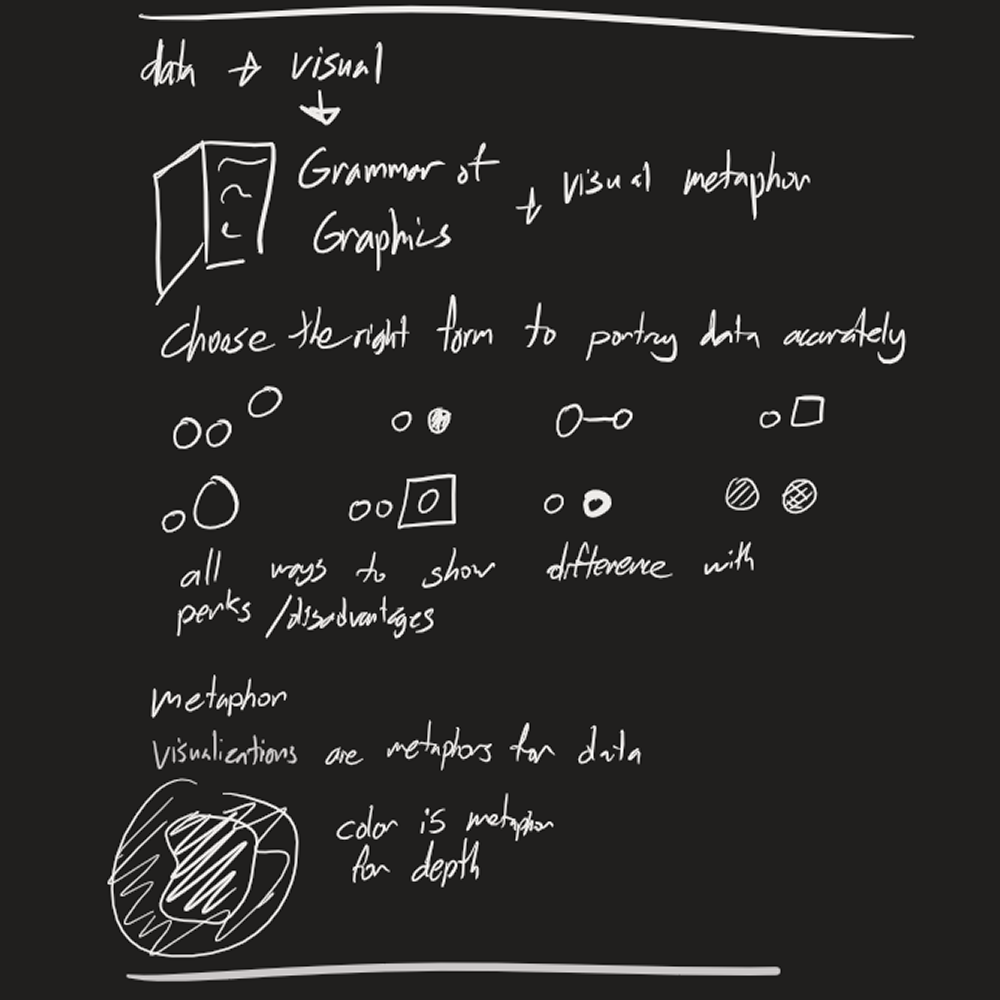 data → visual
↓
Grammar of
Graphics + visual metaphor
choose the right form to portray data accurately
all ways to show difference with
perks /disadvantages
metaphor
visualizations are metaphors for data
color is metaphor
for depth